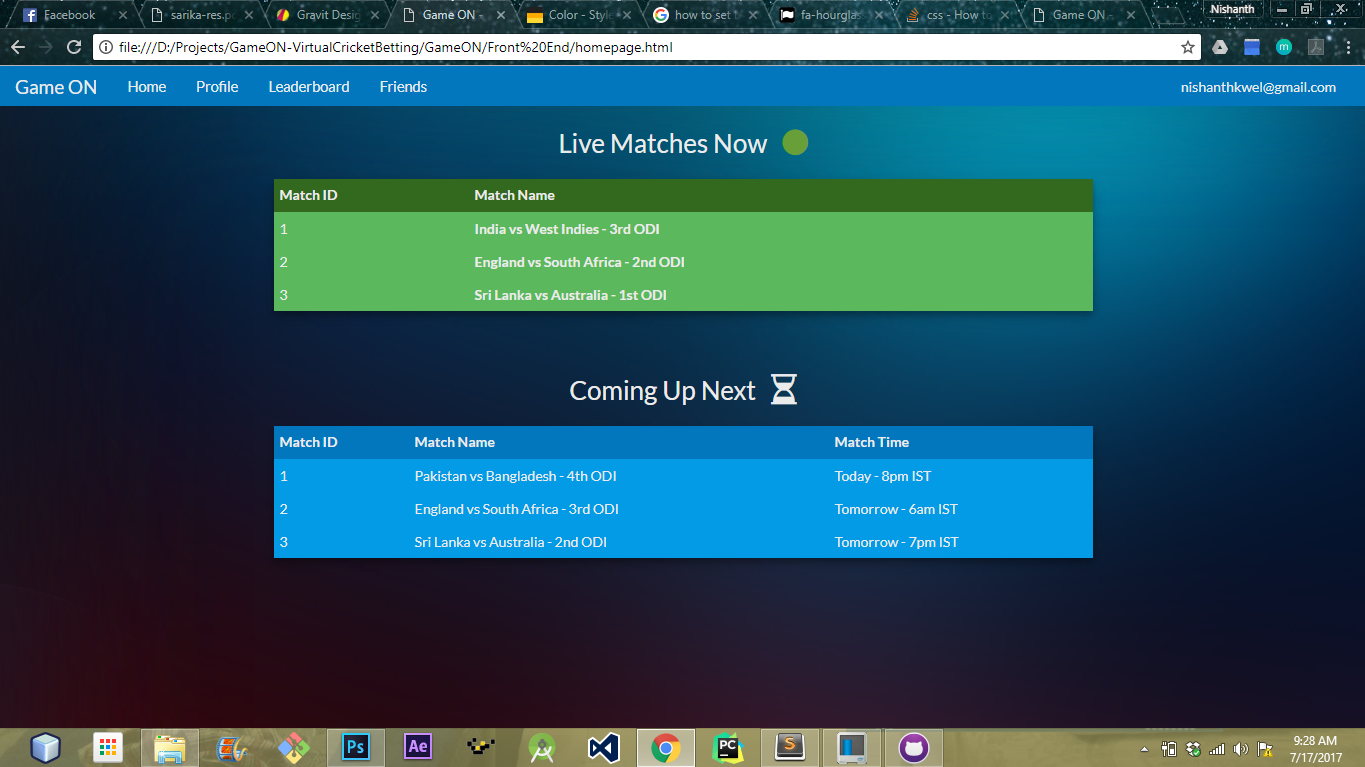 Facebook sarika-res.p Gravit Desig Game ON - Color - Style how to set fa-hourglass css - How to Game ON - Nishanth
file:///D:/Projects/GameON-VirtualCricketBetting/GameON/Front%20End/homepage.html m
Game ON Home Profile Leaderboard Friends nishanthkwel@gmail.com
Live Matches Now
Match ID Match Name
1 India vs West Indies - 3rd ODI
2 England vs South Africa - 2nd ODI
3 Sri Lanka vs Australia - 1st ODI
Coming Up Next
Match ID Match Name Match Time
1 Pakistan vs Bangladesh - 4th ODI Today - 8pm IST
2 England vs South Africa - 3rd ODI Tomorrow - 6am IST
3 Sri Lanka vs Australia - 2nd ODI Tomorrow - 7pm IST
Ps Ae PC S 9:28 AM
7/17/2017